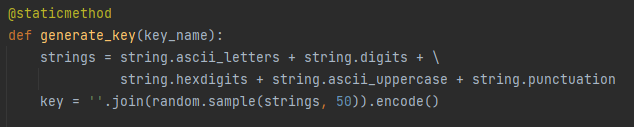 @staticmethod
def generate_key(key_name):
    strings = string.ascii_letters + string.digits + \
              string.hexdigits + string.ascii_uppercase + string.punctuation
    key = ''.join(random.sample(strings, 50)).encode()